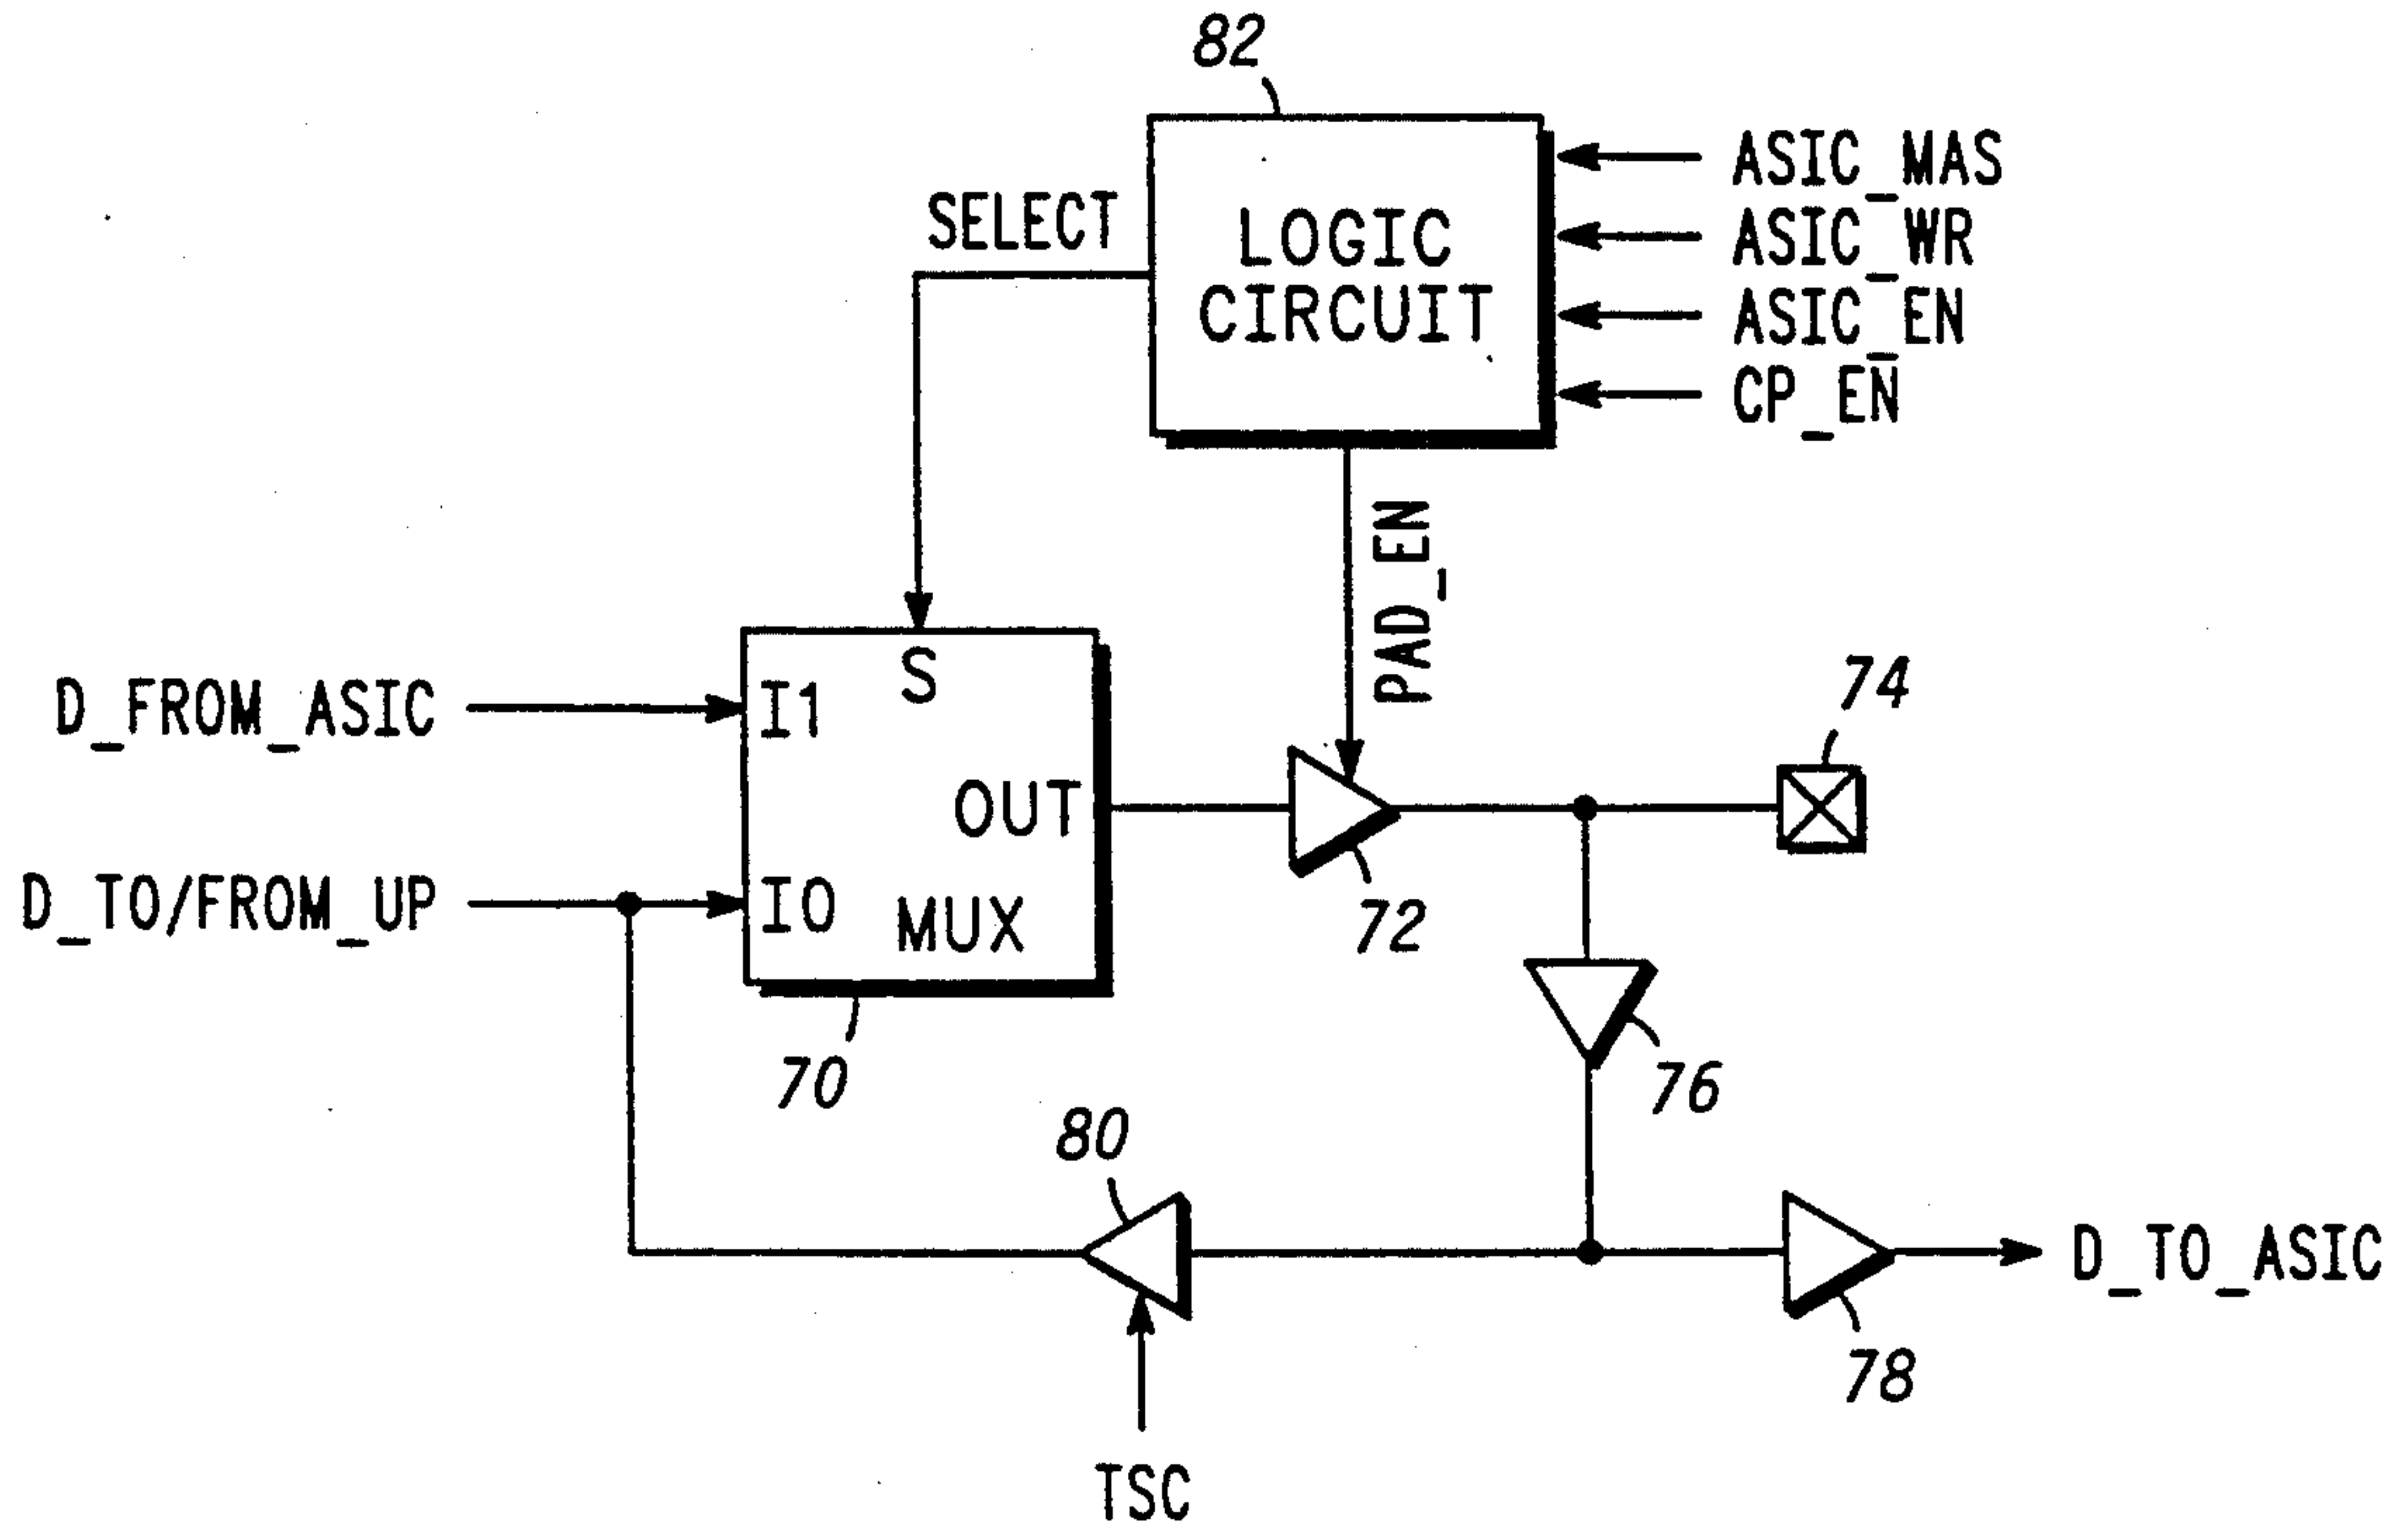 82
ASIC_MAS
ASIC_WR
ASIC_EN
CP_EN
SELECT
LOGIC
CIRCUIT
PAD_EN
74
D_FROM_ASIC
I1
S
OUT
D_TO/FROM_UP
I0
MUX
72
70
76
80
D_TO_ASIC
78
TSC